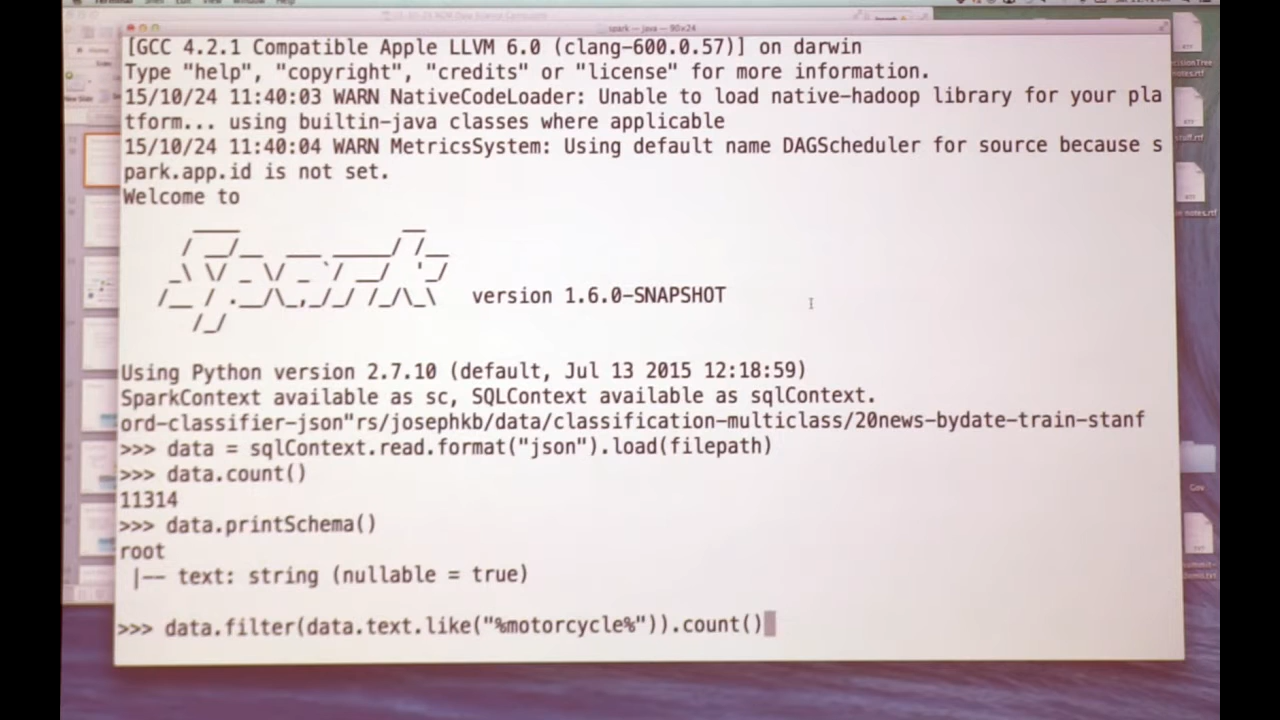 spark — java — 90×24
[GCC 4.2.1 Compatible Apple LLVM 6.0 (clang-600.0.57)] on darwin
Type "help", "copyright", "credits" or "license" for more information.
15/10/24 11:40:03 WARN NativeCodeLoader: Unable to load native-hadoop library for your pla
tform... using builtin-java classes where applicable
15/10/24 11:40:04 WARN MetricsSystem: Using default name DAGScheduler for source because s
park.app.id is not set.
Welcome to
Spark version 1.6.0-SNAPSHOT
Using Python version 2.7.10 (default, Jul 13 2015 12:18:59)
SparkContext available as sc, SQLContext available as sqlContext.
ord-classifier-json"rs/josephkb/data/classification-multiclass/20news-bydate-train-stanf
>>> data = sqlContext.read.format("json").load(filepath)
>>> data.count()
11314
>>> data.printSchema()
root
|-- text: string (nullable = true)
>>> data.filter(data.text.like("%motorcycle%")).count()